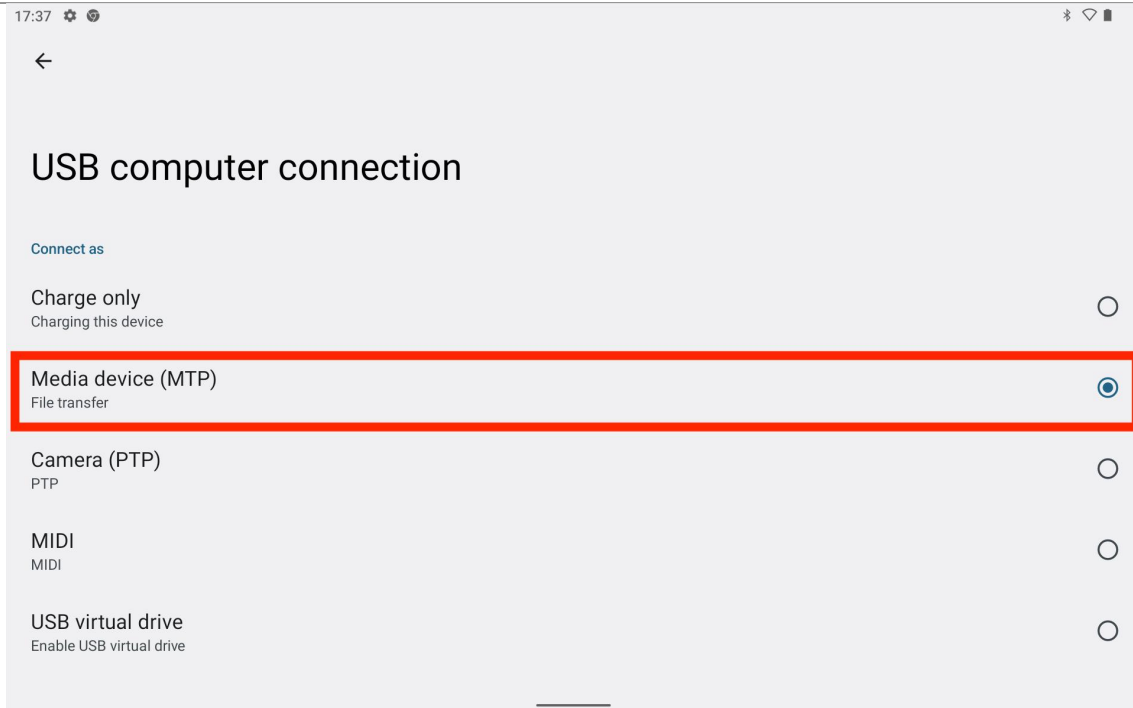 17:37
USB computer connection
Connect as
Charge only
Charging this device
Media device (MTP)
File transfer
Camera (PTP)
PTP
MIDI
MIDI
USB virtual drive
Enable USB virtual drive